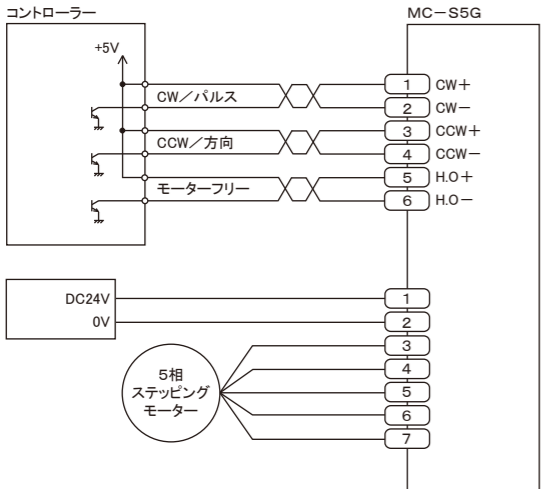 コントローラー
MC-S5G
+5V
CW/パルス
1 CW+
2 CW-
CCW/方向
3 CCW+
4 CCW-
モーターフリー
5 H.O+
6 H.O-
DC24V
1
0V
2
3
4
5
6
7
5相
ステッピング
モーター